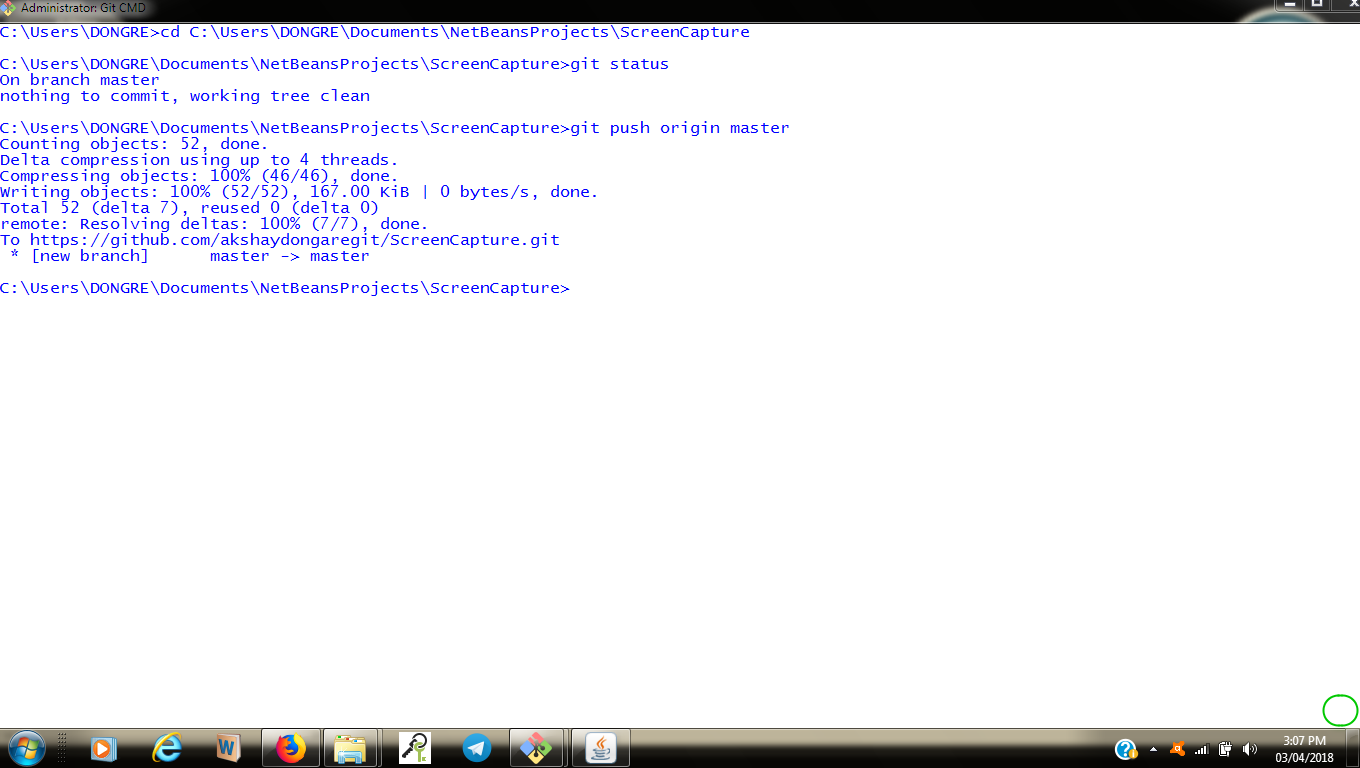 Administrator: Git CMD
C:\Users\DONGRE>cd C:\Users\DONGRE\Documents\NetBeansProjects\ScreenCapture
C:\Users\DONGRE\Documents\NetBeansProjects\ScreenCapture>git status
On branch master
nothing to commit, working tree clean
C:\Users\DONGRE\Documents\NetBeansProjects\ScreenCapture>git push origin master
Counting objects: 52, done.
Delta compression using up to 4 threads.
Compressing objects: 100% (46/46), done.
Writing objects: 100% (52/52), 167.00 KiB | 0 bytes/s, done.
Total 52 (delta 7), reused 0 (delta 0)
remote: Resolving deltas: 100% (7/7), done.
To https://github.com/akshaydongaregit/ScreenCapture.git
 * [new branch]      master -> master
C:\Users\DONGRE\Documents\NetBeansProjects\ScreenCapture>
3:07 PM
03/04/2018